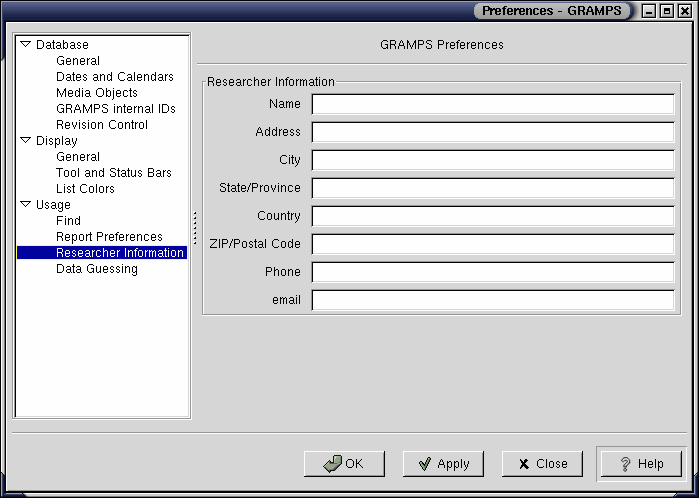 Preferences - GRAMPS
Database
General
Dates and Calendars
Media Objects
GRAMPS internal IDs
Revision Control
Display
General
Tool and Status Bars
List Colors
Usage
Find
Report Preferences
Researcher Information
Data Guessing
GRAMPS Preferences
Researcher Information
Name
Address
City
State/Province
Country
ZIP/Postal Code
Phone
email
OK
Apply
Close
Help